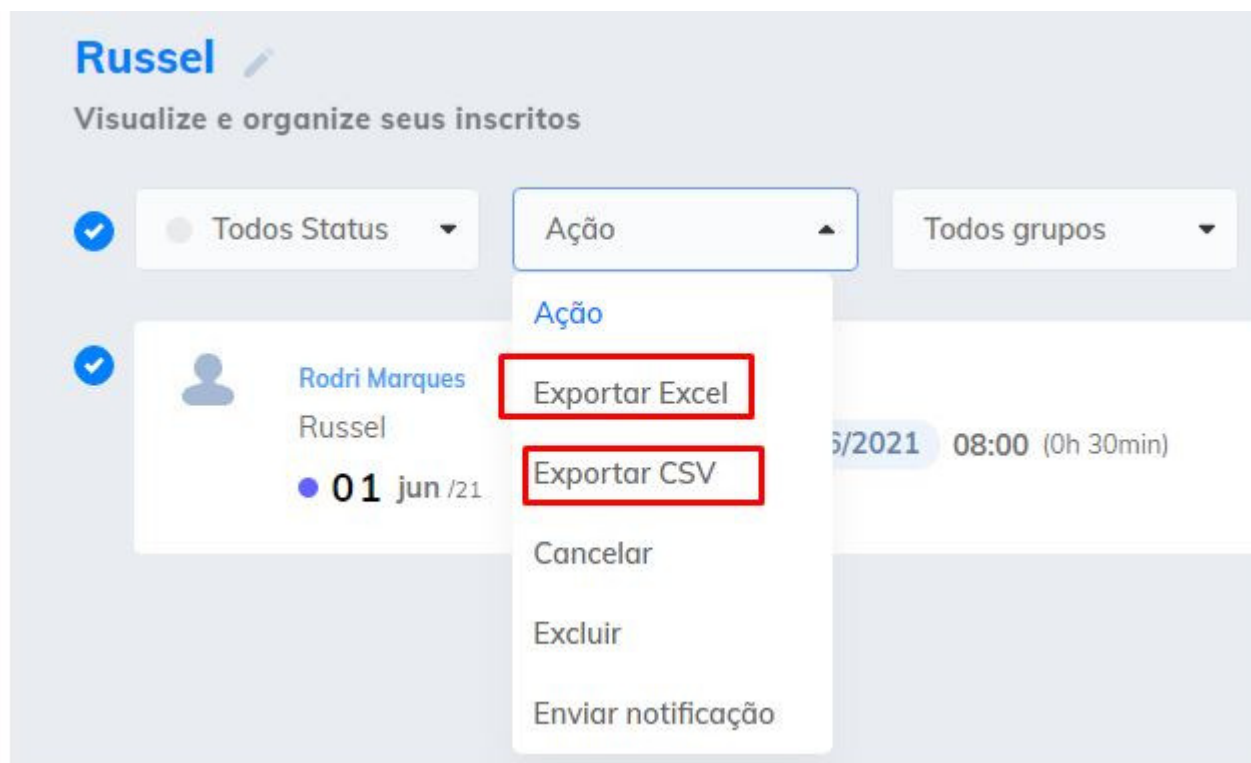 Russel
Visualize e organize seus inscritos
Todos Status
Ação
Todos grupos
Ação
Exportar Excel
Exportar CSV
Cancelar
Excluir
Enviar notificação
Rodri Marques
Russel
01 jun /21
/2021 08:00 (0h 30min)